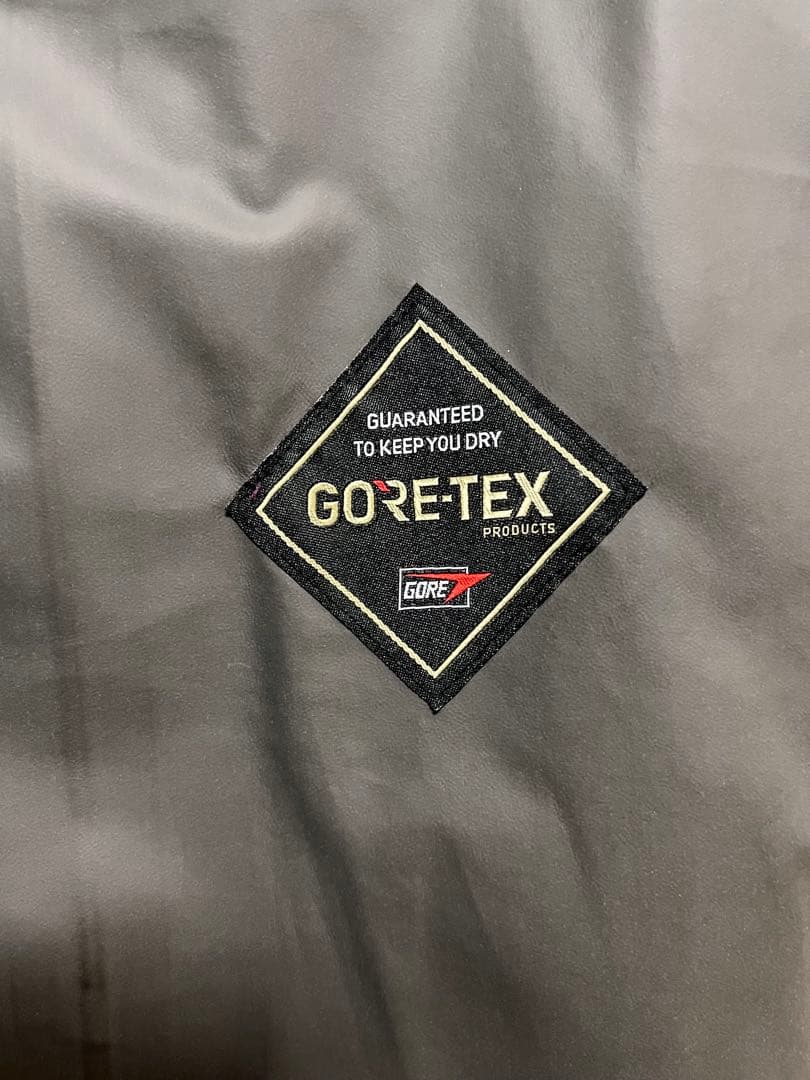 GUARANTEED
TO KEEP YOU DRY
GORE-TEX
PRODUCTS
GORE